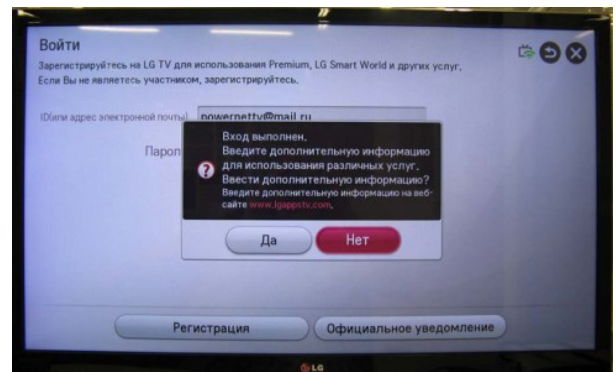 Войти
Зарегистрируйтесь на LG TV для использования Premium, LG Smart World и других услуг.
Если Вы не являетесь участником, зарегистрируйтесь.
ID(или адрес электронной почты) powernettv@mail.ru
Парол
Вход выполнен.
Введите дополнительную информацию
для использования различных услуг.
Ввести дополнительную информацию?
Введите дополнительную информацию на веб-
сайте www.lgappstv.com.
Да Нет
Регистрация Официальное уведомление
LG